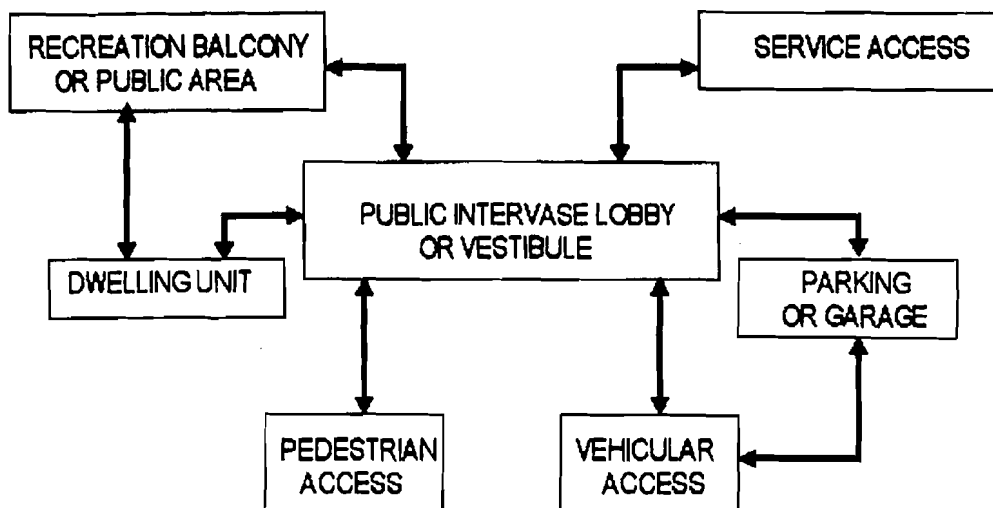 RECREATION BALCONY
OR PUBLIC AREA
SERVICE ACCESS
PUBLIC INTERVASE LOBBY
OR VESTIBULE
DWELLING UNIT
PARKING
OR GARAGE
PEDESTRIAN
ACCESS
VEHICULAR
ACCESS